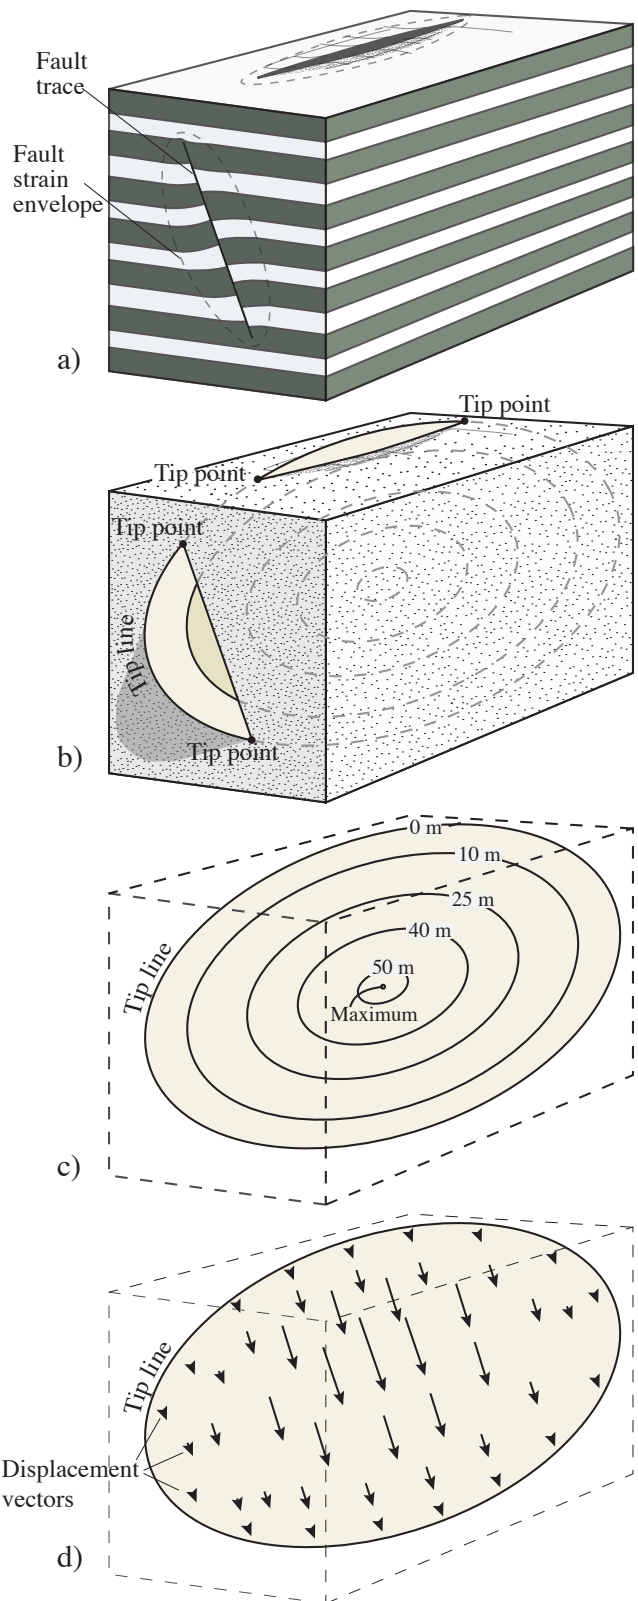 Fault
trace
Fault
strain
envelope
a)
Tip point
Tip point
Tip point
Tip line
Tip point
b)
0 m
10 m
25 m
40 m
50 m
Maximum
Tip line
c)
Tip line
Displacement
vectors
d)